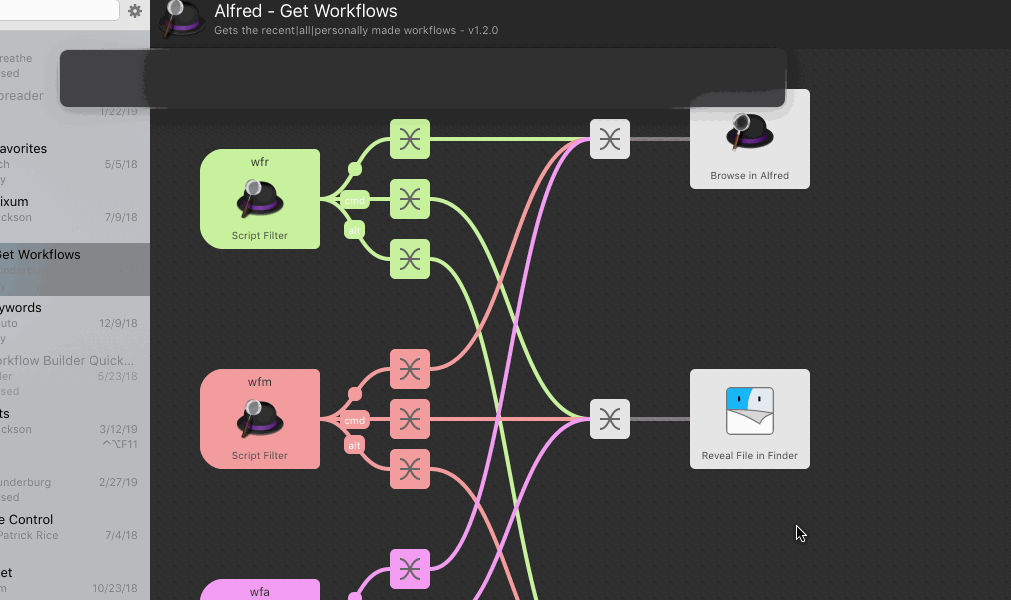 Alfred - Get Workflows
Gets the recent|all|personally made workflows - v1.2.0
reathe
sed
oreader
1/22/19
avorites
ch 5/5/18
y
ixum
ckson 7/9/18
Get Workflows
y
ywords
uto 12/9/18
y
orkflow Builder Quick...
ler 5/23/18
sed
ts
ckson 3/12/19
^⌥F11
underburg 2/27/19
sed
e Control
Patrick Rice 7/4/18
et
m 10/23/18
wfr
Script Filter
cmd
alt
Browse in Alfred
wfm
Script Filter
cmd
alt
Reveal File in Finder
wfa